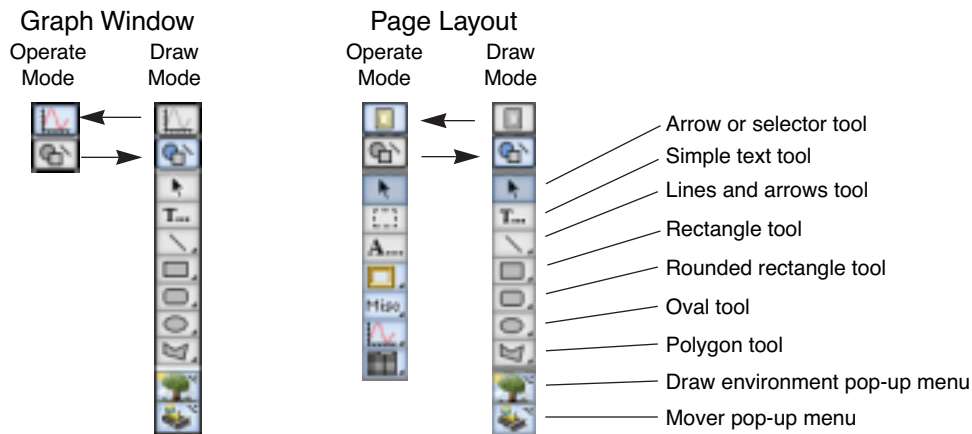 Graph Window
Page Layout
Operate Mode
Draw Mode
Operate Mode
Draw Mode
T...
A...
Misc
T...
Arrow or selector tool
Simple text tool
Lines and arrows tool
Rectangle tool
Rounded rectangle tool
Oval tool
Polygon tool
Draw environment pop-up menu
Mover pop-up menu